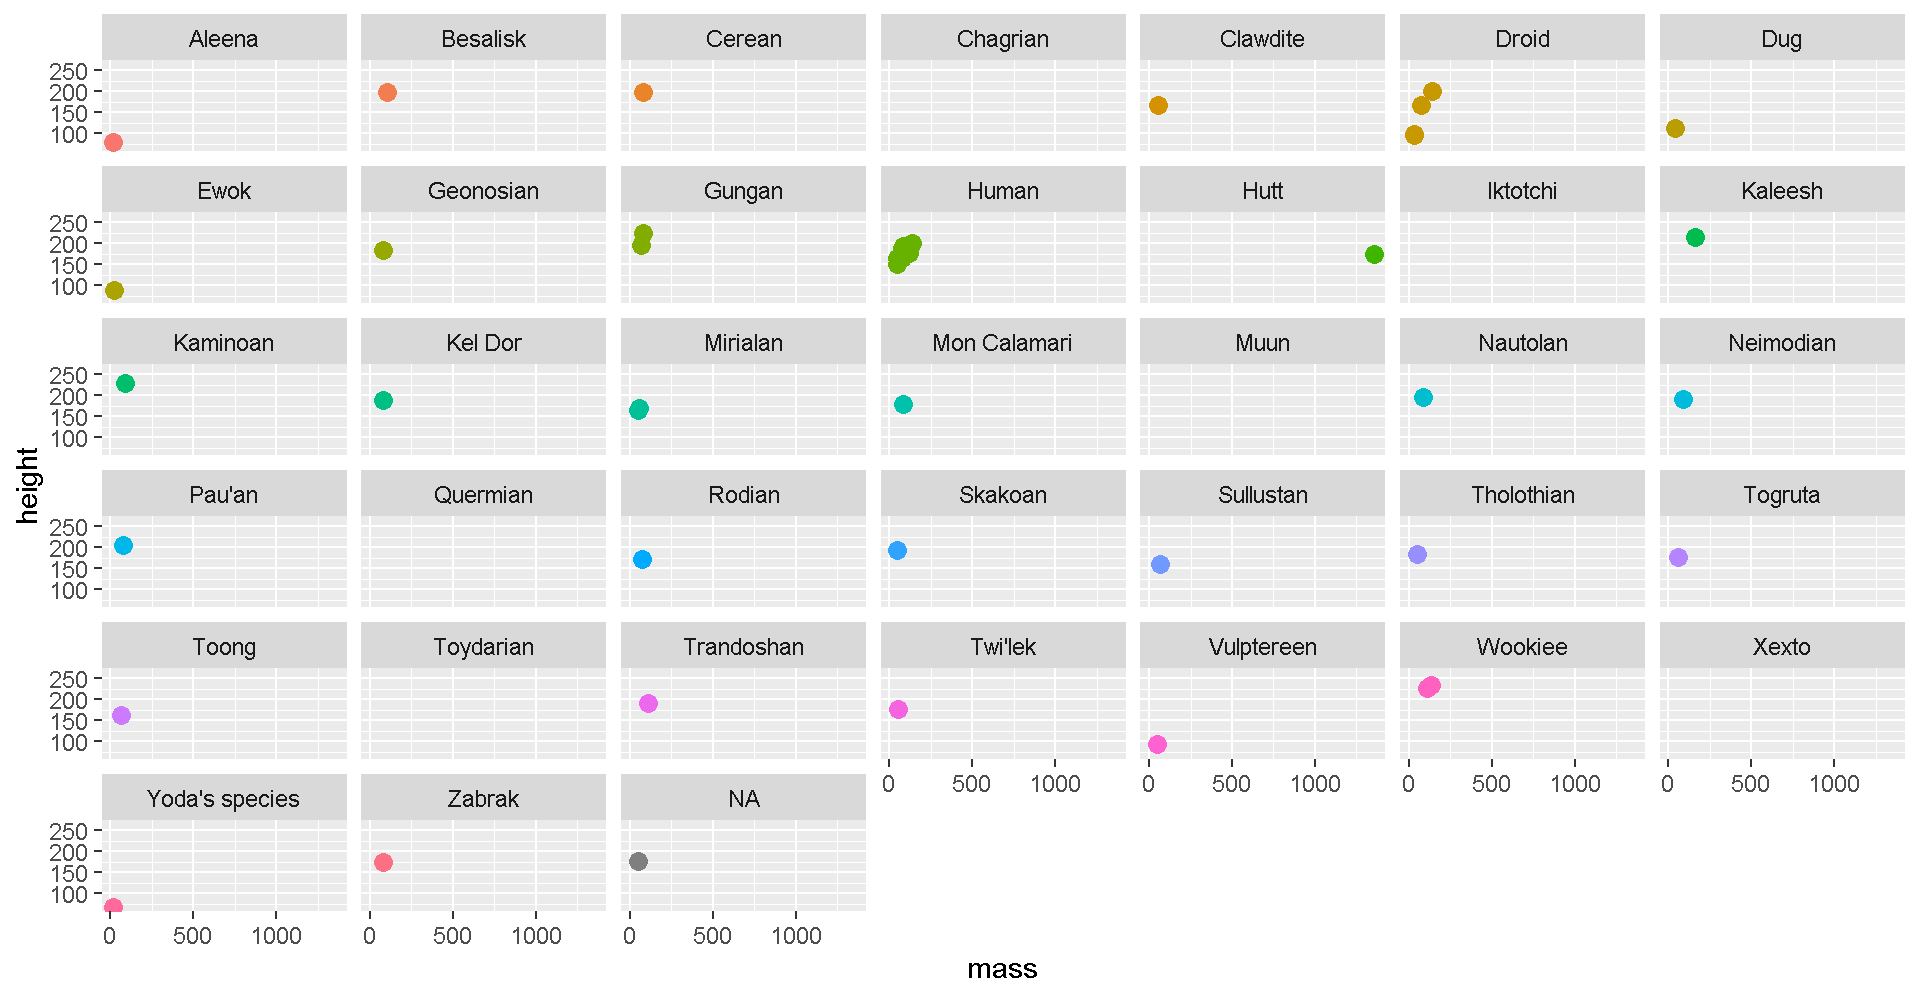 Aleena Besalisk Cerean Chagrian Clawdite Droid Dug
250
200
150
100
Ewok Geonosian Gungan Human Hutt Iktotchi Kaleesh
250
200
150
100
Kaminoan Kel Dor Mirialan Mon Calamari Muun Nautolan Neimodian
250
200
150
100
height
Pau'an Quermian Rodian Skakoan Sullustan Tholothian Togruta
250
200
150
100
Toong Toydarian Trandoshan Twi'lek Vulptereen Wookiee Xexto
250
200
150
100
0 500 1000 0 500 1000 0 500 1000 0 500 1000
Yoda's species Zabrak NA
250
200
150
100
0 500 1000 0 500 1000 0 500 1000
mass